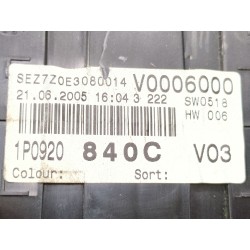 SEZ7Z0E3080014 V0006000
21.06.2005 16:04 3 222 SW0518
HW 006
1P0920 840C V03
Colour: Sort: